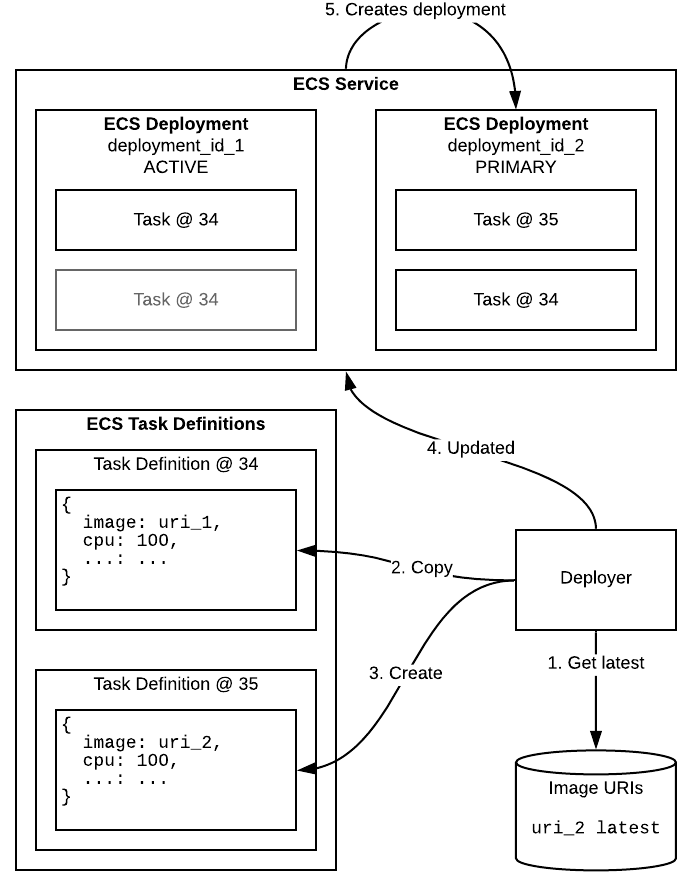 5. Creates deployment
ECS Service
ECS Deployment
deployment_id_1
ACTIVE
Task @ 34
Task @ 34
ECS Deployment
deployment_id_2
PRIMARY
Task @ 35
Task @ 34
4. Updated
ECS Task Definitions
Task Definition @ 34
{
image: uri_1,
cpu: 100,
...: ...
}
2. Copy
Deployer
3. Create
1. Get latest
Task Definition @ 35
{
image: uri_2,
cpu: 100,
...: ...
}
Image URIs
uri_2 latest